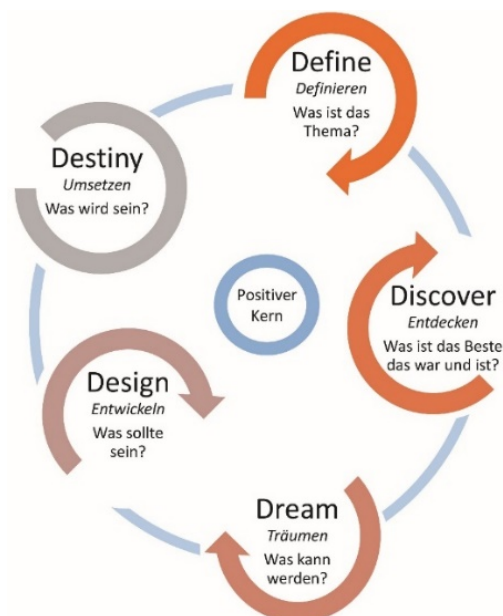 Define
Definieren
Was ist das
Thema?
Discover
Entdecken
Was ist das Beste
das war und ist?
Dream
Träumen
Was kann
werden?
Design
Entwickeln
Was sollte
sein?
Destiny
Umsetzen
Was wird sein?
Positiver
Kern